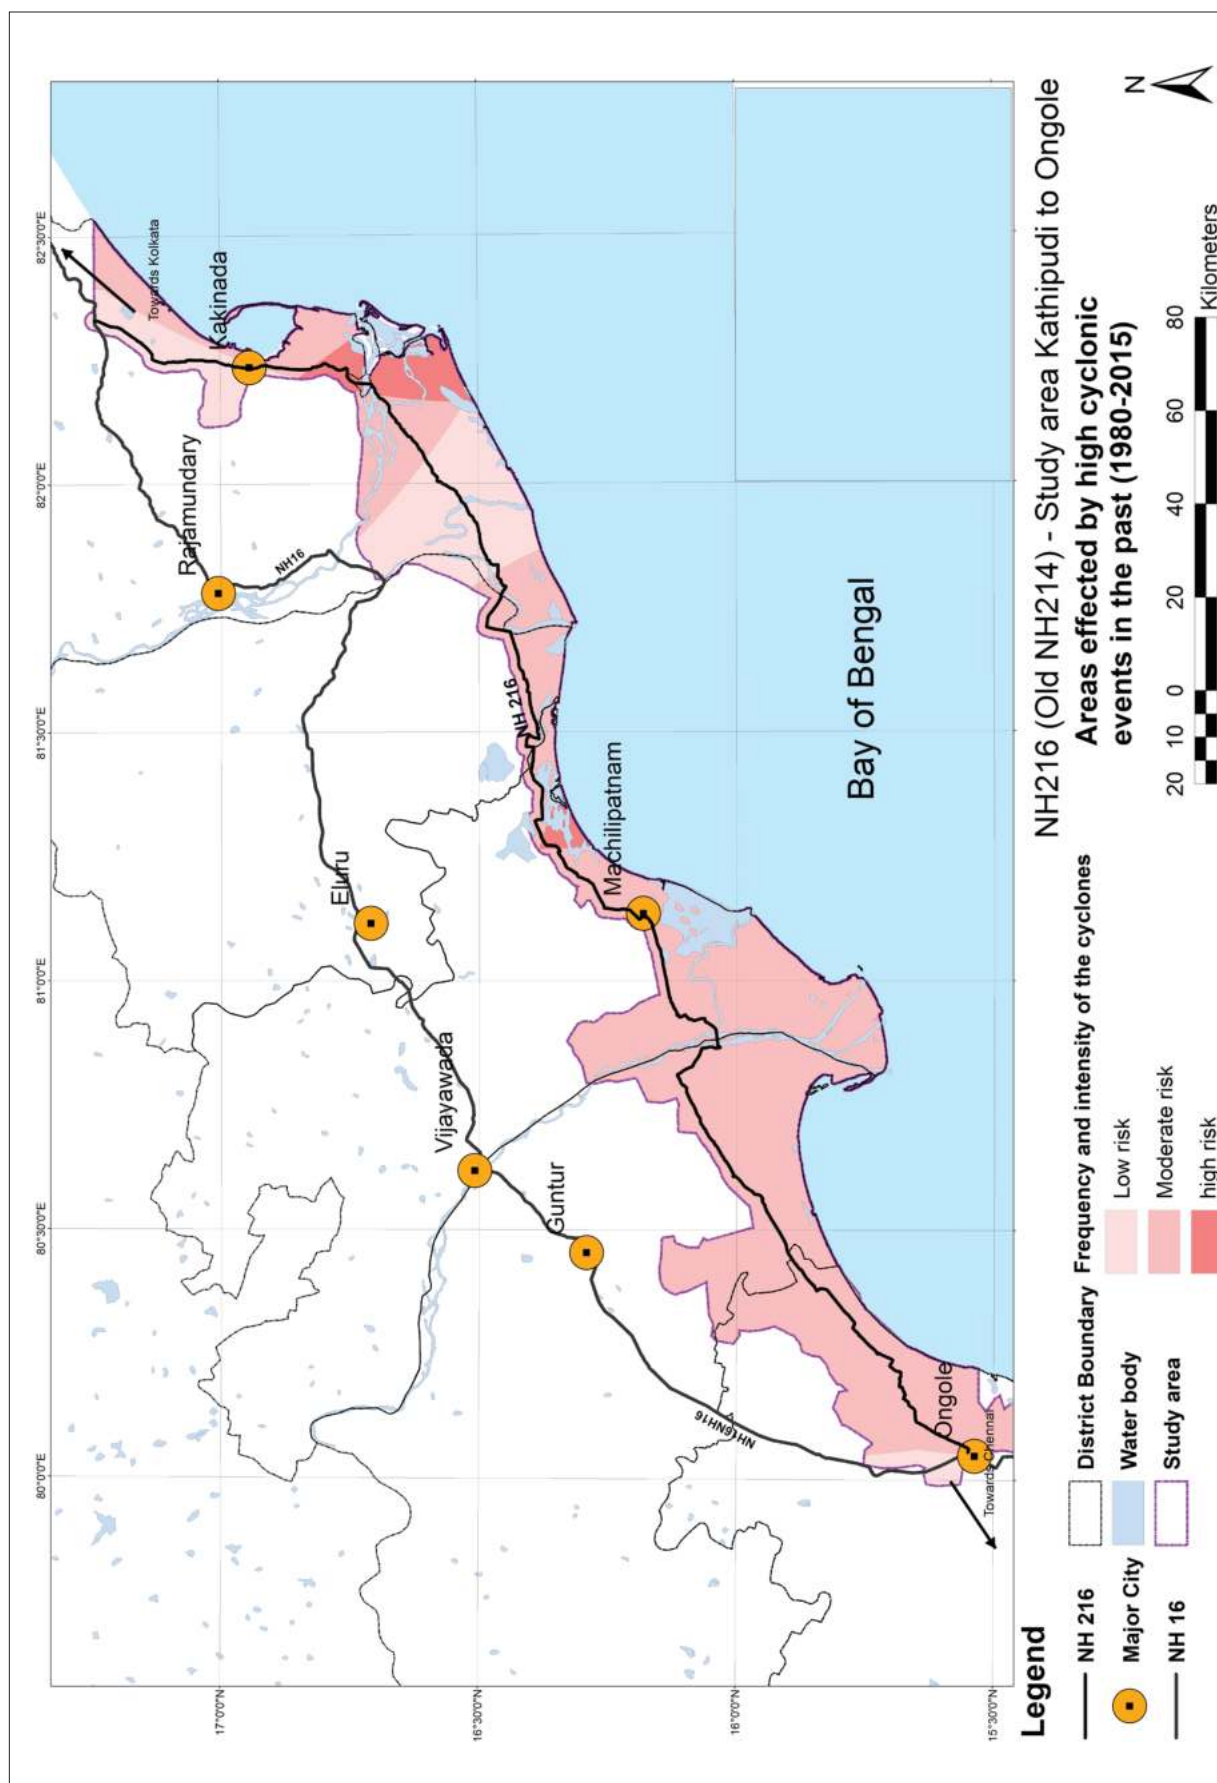 82°30'0"E
82°0'0"E
81°30'0"E
81°0'0"E
80°30'0"E
80°0'0"E
17°0'0"N
16°30'0"N
16°0'0"N
15°30'0"N
Towards Kolkata
Kakinada
Rajamundary
NH16
NH 216
Eluru
Machilipatnam
Vijayawada
Guntur
Bay of Bengal
NH16NH16
Ongole
Towards Chennai
NH216 (Old NH214) - Study area Kathipudi to Ongole
Areas effected by high cyclonic
events in the past (1980-2015)
N
20 10 0 20 40 60 80
Kilometers
Legend
NH 216
Major City
NH 16
District Boundary
Water body
Study area
Frequency and intensity of the cyclones
Low risk
Moderate risk
high risk